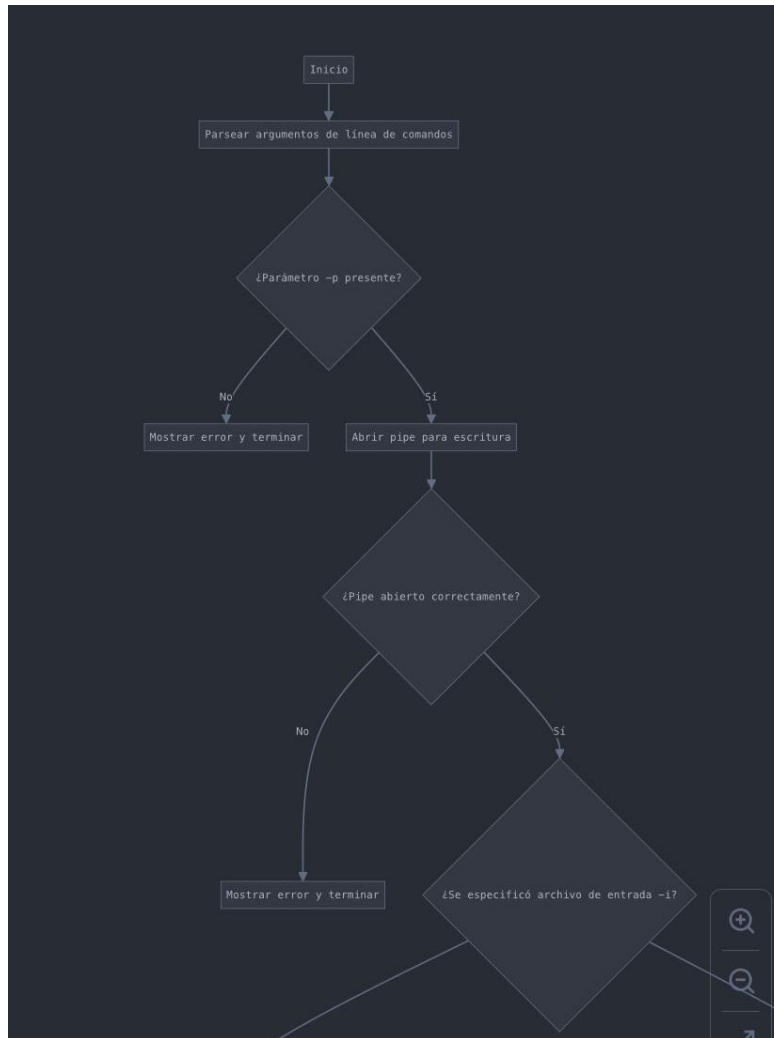 Inicio
Parsear argumentos de línea de comandos
¿Parámetro -p presente?
No
Sí
Mostrar error y terminar
Abrir pipe para escritura
¿Pipe abierto correctamente?
No
Sí
Mostrar error y terminar
¿Se especificó archivo de entrada -i?